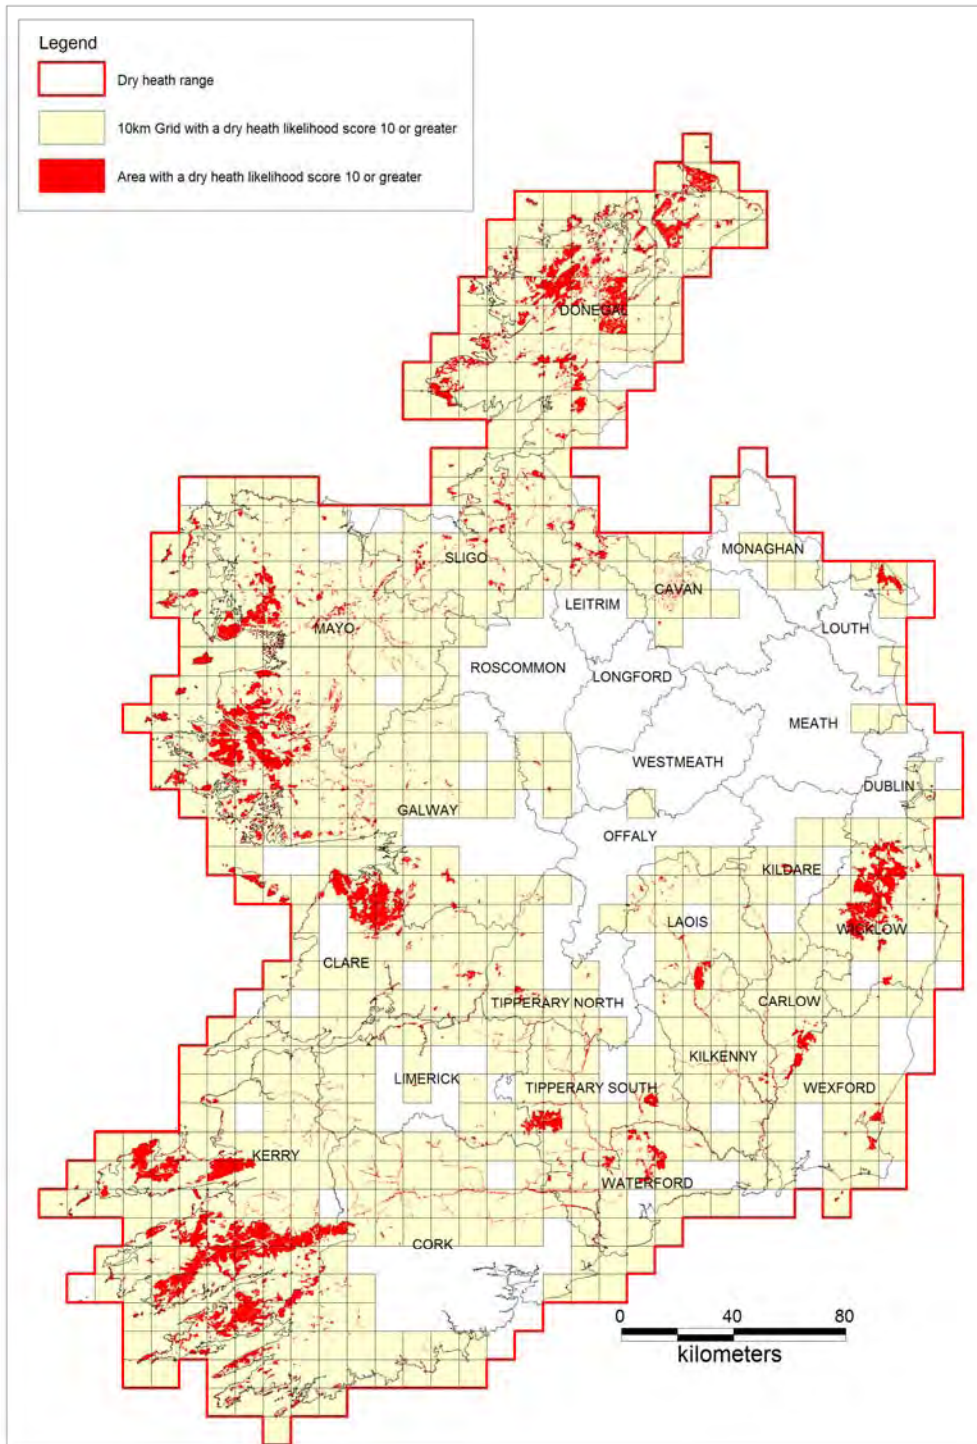 Legend
Dry heath range
10km Grid with a dry heath likelihood score 10 or greater
Area with a dry heath likelihood score 10 or greater
DONEGAL
MONAGHAN
SLIGO
CAVAN
LEITRIM
MAYO
LOUTH
ROSCOMMON
LONGFORD
MEATH
WESTMEATH
DUBLIN
GALWAY
OFFALY
KILDARE
LAOIS
WICKLOW
CLARE
TIPPERARY NORTH
CARLOW
KILKENNY
LIMERICK
TIPPERARY SOUTH
WEXFORD
KERRY
WATERFORD
CORK
0 40 80
kilometers